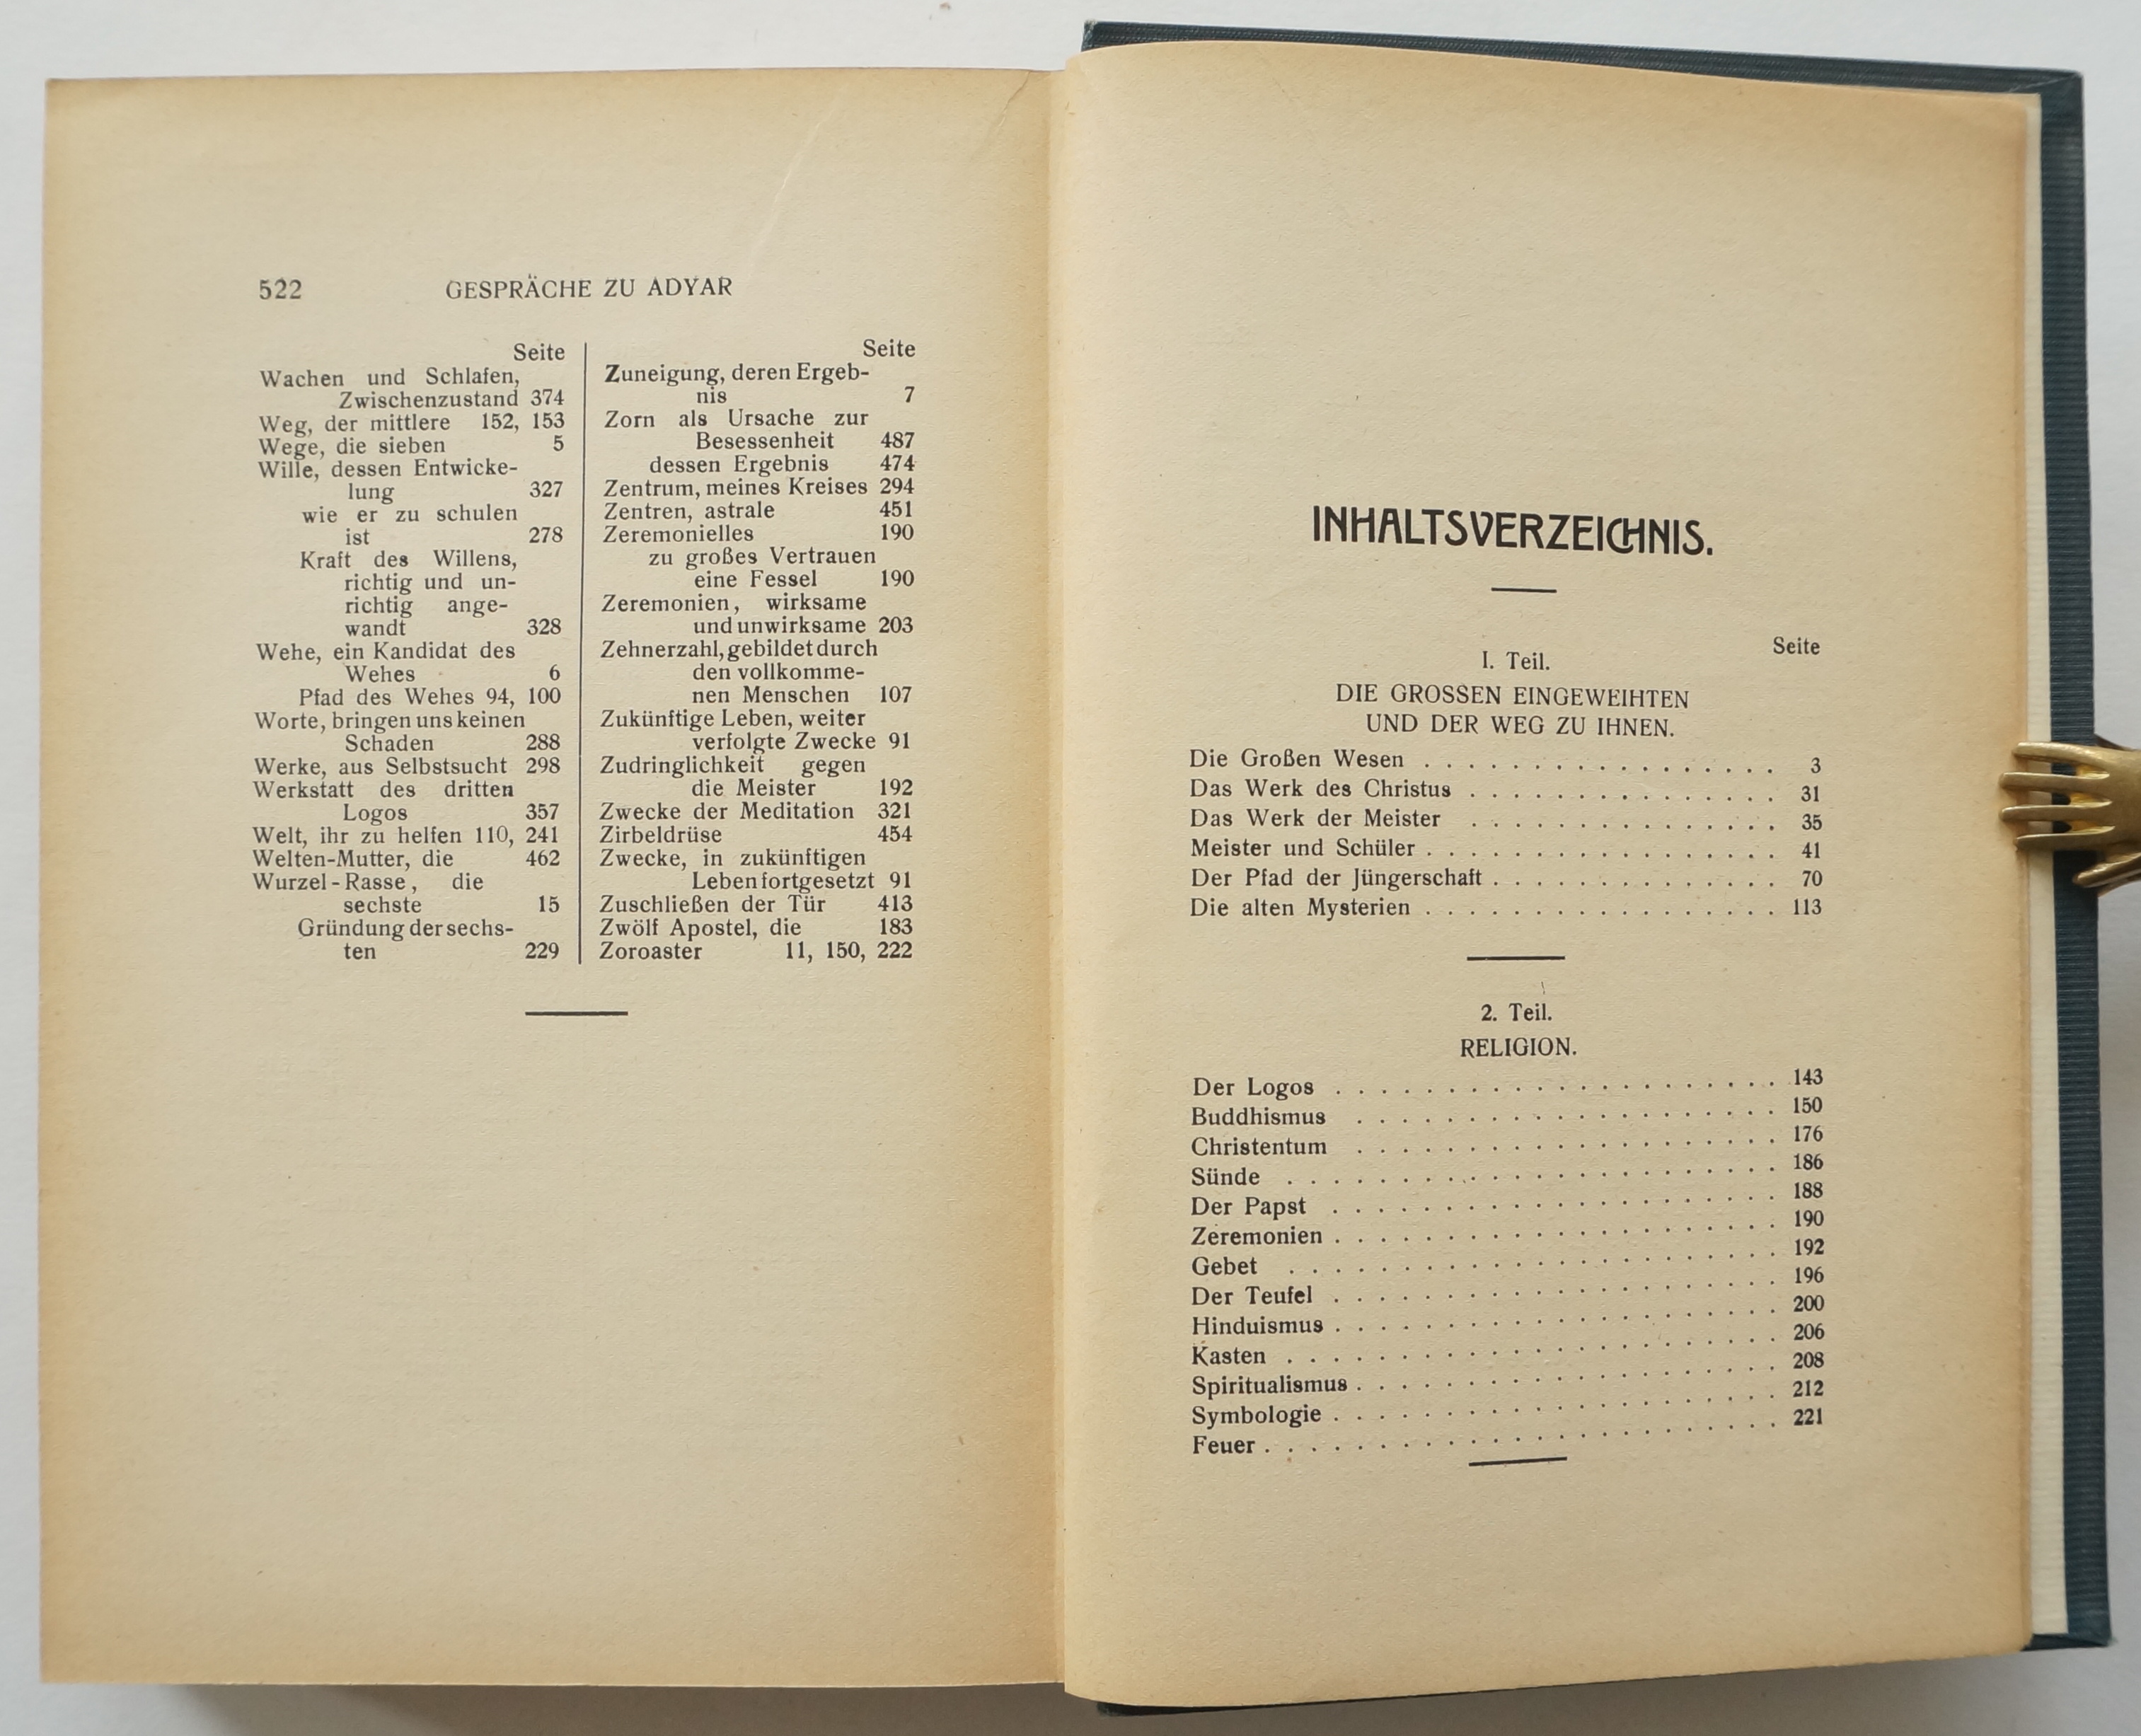 522 GESPRÄCHE ZU ADYAR
Seite
Wachen und Schlafen,
Zwischenzustand 374
Weg, der mittlere 152, 153
Wege, die sieben 5
Wille, dessen Entwicke-
lung 327
wie er zu schulen
ist 278
Kraft des Willens,
richtig und un-
richtig ange-
wandt 328
Wehe, ein Kandidat des
Wehes 6
Pfad des Wehes 94, 100
Worte, bringen uns keinen
Schaden 288
Werke, aus Selbstsucht 298
Werkstatt des dritten
Logos 357
Welt, ihr zu helfen 110, 241
Welten-Mutter, die 462
Wurzel-Rasse, die
sechste 15
Gründung der sechs-
ten 229
Seite
Zuneigung, deren Ergeb-
nis 7
Zorn als Ursache zur
Besessenheit 487
dessen Ergebnis 474
Zentrum, meines Kreises 294
Zentren, astrale 451
Zeremonielles 190
zu großes Vertrauen
eine Fessel 190
Zeremonien, wirksame
und unwirksame 203
Zehnerzahl, gebildet durch
den vollkomme-
nen Menschen 107
Zukünftige Leben, weiter
verfolgte Zwecke 91
Zudringlichkeit gegen
die Meister 192
Zwecke der Meditation 321
Zirbeldrüse 454
Zwecke, in zukünftigen
Leben fortgesetzt 91
Zuschließen der Tür 413
Zwölf Apostel, die 183
Zoroaster 11, 150, 222
INHALTSVERZEICHNIS.
Seite
I. Teil.
DIE GROSSEN EINGEWEIHTEN
UND DER WEG ZU IHNEN.
Die Großen Wesen . . . . . . . . . . . . . . . . 3
Das Werk des Christus . . . . . . . . . . . . . . 31
Das Werk der Meister . . . . . . . . . . . . . . 35
Meister und Schüler . . . . . . . . . . . . . . . . 41
Der Pfad der Jüngerschaft . . . . . . . . . . . . . 70
Die alten Mysterien . . . . . . . . . . . . . . . . 113
2. Teil.
RELIGION.
Der Logos . . . . . . . . . . . . . . . . . . . . 143
Buddhismus . . . . . . . . . . . . . . . . . . . 150
Christentum . . . . . . . . . . . . . . . . . . . 176
Sünde . . . . . . . . . . . . . . . . . . . . . . 186
Der Papst . . . . . . . . . . . . . . . . . . . . 188
Zeremonien . . . . . . . . . . . . . . . . . . . . 190
Gebet . . . . . . . . . . . . . . . . . . . . . . 192
Der Teufel . . . . . . . . . . . . . . . . . . . . 196
Hinduismus . . . . . . . . . . . . . . . . . . . . 200
Kasten . . . . . . . . . . . . . . . . . . . . . . 206
Spiritualismus . . . . . . . . . . . . . . . . . . . 208
Symbologie . . . . . . . . . . . . . . . . . . . . 212
Feuer . . . . . . . . . . . . . . . . . . . . . . . 221